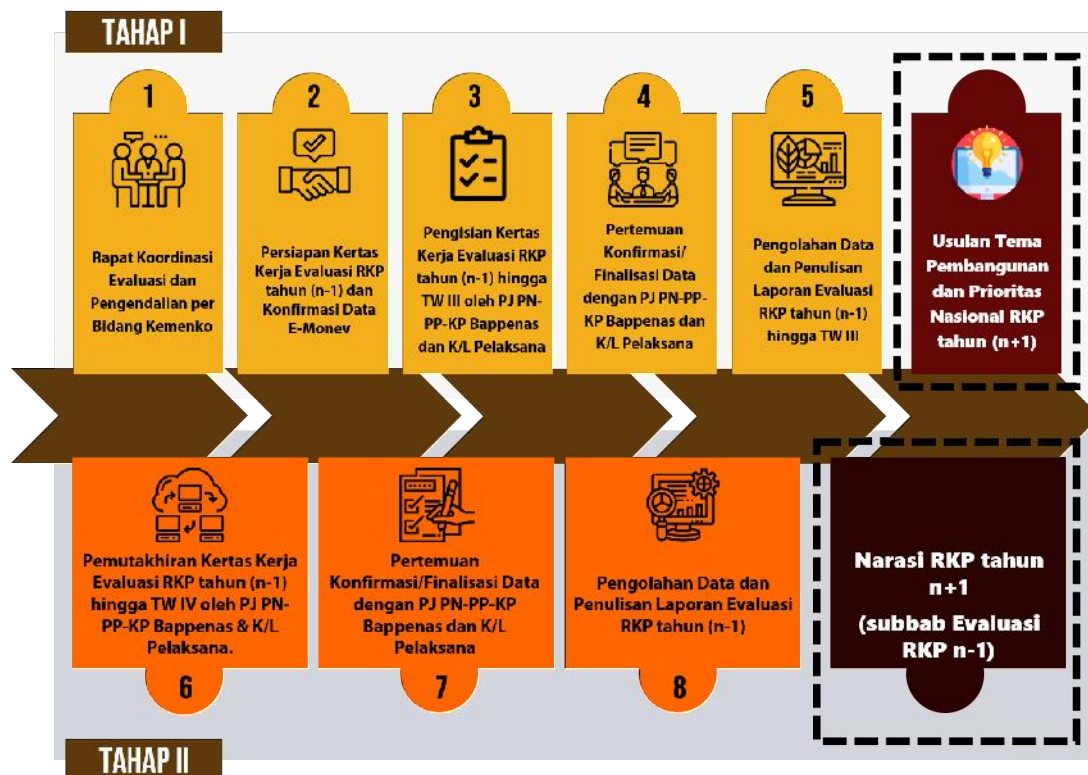 TAHAP I
1
Rapat Koordinasi
Evaluasi dan
Pengendalian per
Bidang Kemenko
2
Persiapan Kertas
Kerja Evaluasi RKP
tahun (n-1) dan
Konfirmasi Data
E-Monev
3
Pengisian Kertas
Kerja Evaluasi RKP
tahun (n-1) hingga
TW III oleh PJ PN-
PP-KP Bappenas
dan K/L Pelaksana
4
Pertemuan
Konfirmasi/
Finalisasi Data
dengan PJ PN-PP-
KP Bappenas dan
K/L Pelaksana
5
Pengolahan Data
dan Penulisan
Laporan Evaluasi
RKP tahun (n-1)
hingga TW III
Usulan Tema
Pembangunan
dan Prioritas
Nasional RKP
tahun (n+1)
Pemutakhiran Kertas Kerja
Evaluasi RKP tahun (n-1)
hingga TW IV oleh PJ PN-
PP-KP Bappenas & K/L
Pelaksana.
6
Pertemuan
Konfirmasi/Finalisasi Data
dengan PJ PN-PP-KP
Bappenas dan K/L
Pelaksana
7
Pengolahan Data dan
Penulisan Laporan Evaluasi
RKP tahun (n-1)
8
Narasi RKP tahun
n+1
(subbab Evaluasi
RKP n-1)
TAHAP II